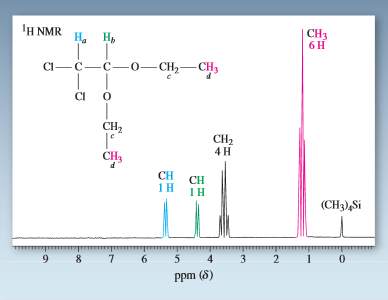 ¹H NMR
Hₐ H_b
Cl—C—C—O—CH₂—CH₃
c d
Cl O
CH₂
c
CH₃
d
CH₃
6 H
CH₂
4 H
CH
1 H
CH
1 H
(CH₃)₄Si
9 8 7 6 5 4 3 2 1 0
ppm (δ)